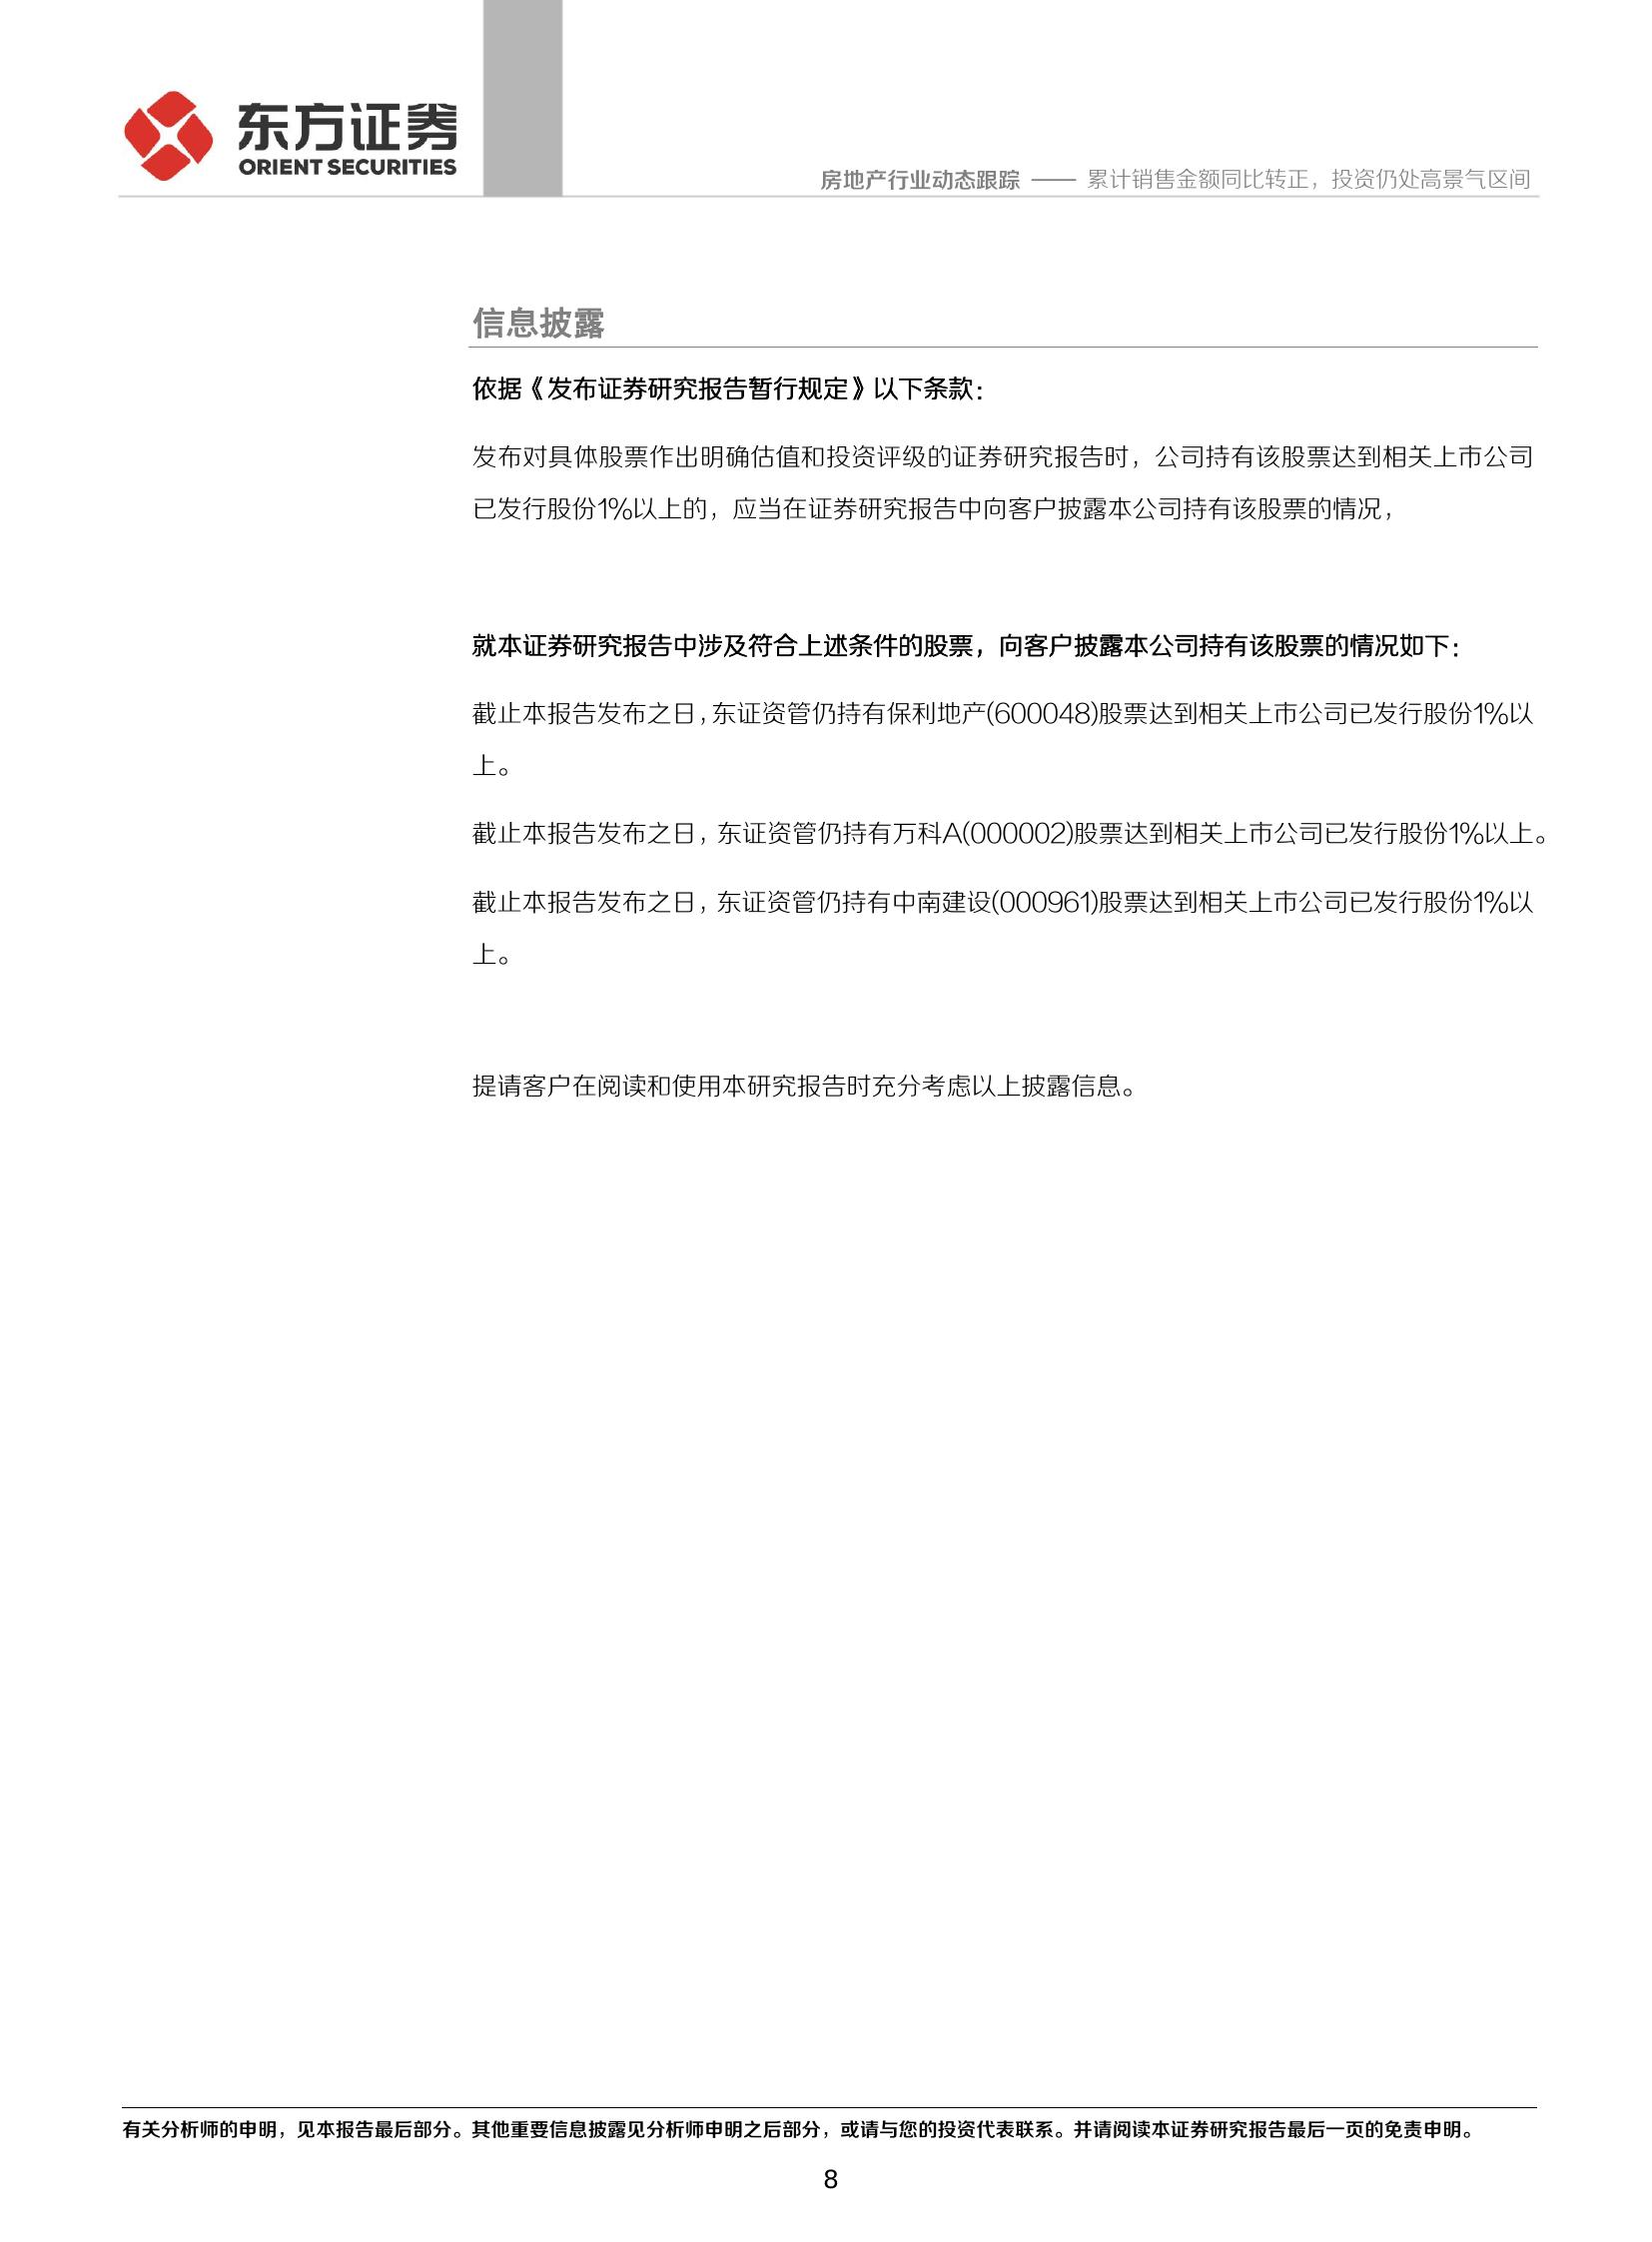 东方证券
ORIENT SECURITIES
房地产行业动态跟踪 —— 累计销售金额同比转正，投资仍处高景气区间
信息披露
依据《发布证券研究报告暂行规定》以下条款：
发布对具体股票作出明确估值和投资评级的证券研究报告时，公司持有该股票达到相关上市公司
已发行股份1%以上的，应当在证券研究报告中向客户披露本公司持有该股票的情况，
就本证券研究报告中涉及符合上述条件的股票，向客户披露本公司持有该股票的情况如下：
截止本报告发布之日，东证资管仍持有保利地产(600048)股票达到相关上市公司已发行股份1%以
上。
截止本报告发布之日，东证资管仍持有万科A(000002)股票达到相关上市公司已发行股份1%以上。
截止本报告发布之日，东证资管仍持有中南建设(000961)股票达到相关上市公司已发行股份1%以
上。
提请客户在阅读和使用本研究报告时充分考虑以上披露信息。
有关分析师的申明，见本报告最后部分。其他重要信息披露见分析师申明之后部分，或请与您的投资代表联系。并请阅读本证券研究报告最后一页的免责申明。
8